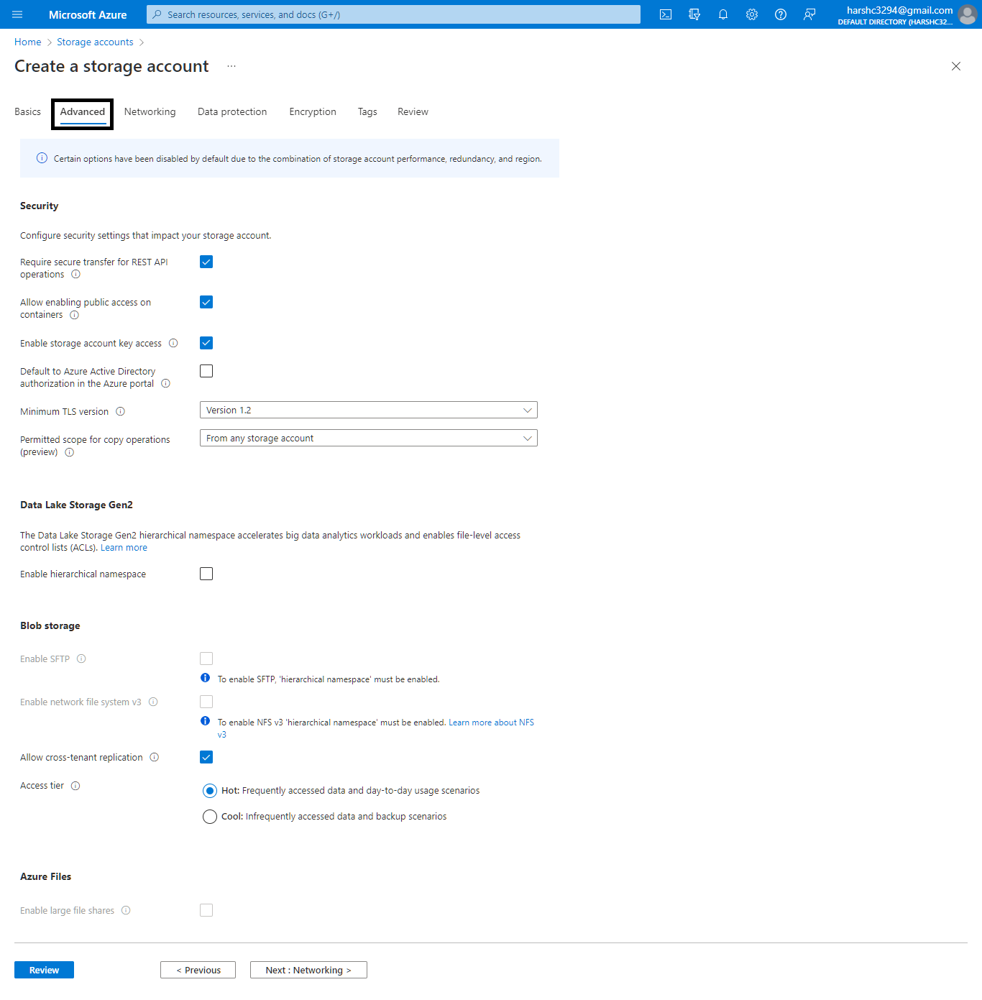 Microsoft Azure
Search resources, services, and docs (G+/)
harshc3294@gmail.com
DEFAULT DIRECTORY (HARSHC32...
Home > Storage accounts >
Create a storage account ...
Basics Advanced Networking Data protection Encryption Tags Review
Certain options have been disabled by default due to the combination of storage account performance, redundancy, and region.
Security
Configure security settings that impact your storage account.
Require secure transfer for REST API
operations
Allow enabling public access on
containers
Enable storage account key access
Default to Azure Active Directory
authorization in the Azure portal
Minimum TLS version
Version 1.2
Permitted scope for copy operations
(preview)
From any storage account
Data Lake Storage Gen2
The Data Lake Storage Gen2 hierarchical namespace accelerates big data analytics workloads and enables file-level access
control lists (ACLs). Learn more
Enable hierarchical namespace
Blob storage
Enable SFTP
To enable SFTP, 'hierarchical namespace' must be enabled.
Enable network file system v3
To enable NFS v3 'hierarchical namespace' must be enabled. Learn more about NFS
v3
Allow cross-tenant replication
Access tier
Hot: Frequently accessed data and day-to-day usage scenarios
Cool: Infrequently accessed data and backup scenarios
Azure Files
Enable large file shares
Review
< Previous
Next : Networking >